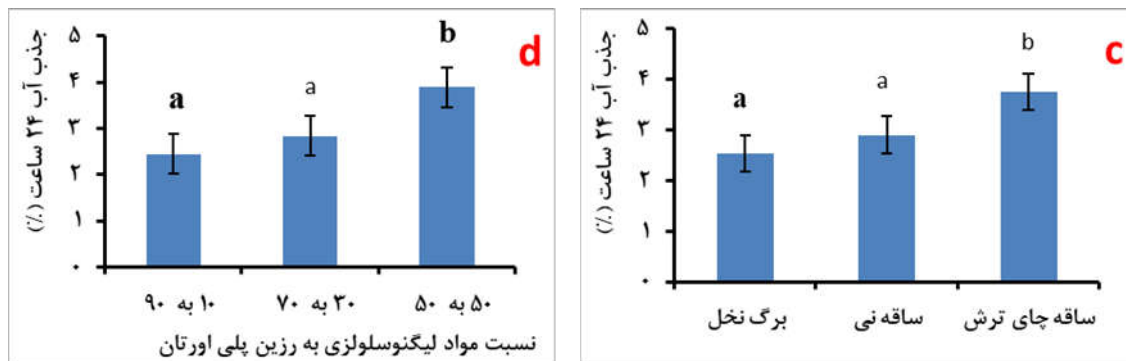 c
جذب آب ۲۴ ساعت (%)
۵
۴
۳
۲
۱
۰
a
a
b
برگ نخل
ساقه نی
ساقه چای ترش
d
جذب آب ۲۴ ساعت (%)
۵
۴
۳
۲
۱
۰
a
a
b
۱۰ به ۹۰
۳۰ به ۷۰
۵۰ به ۵۰
نسبت مواد لیگنوسلولزی به رزین پلی اورتان